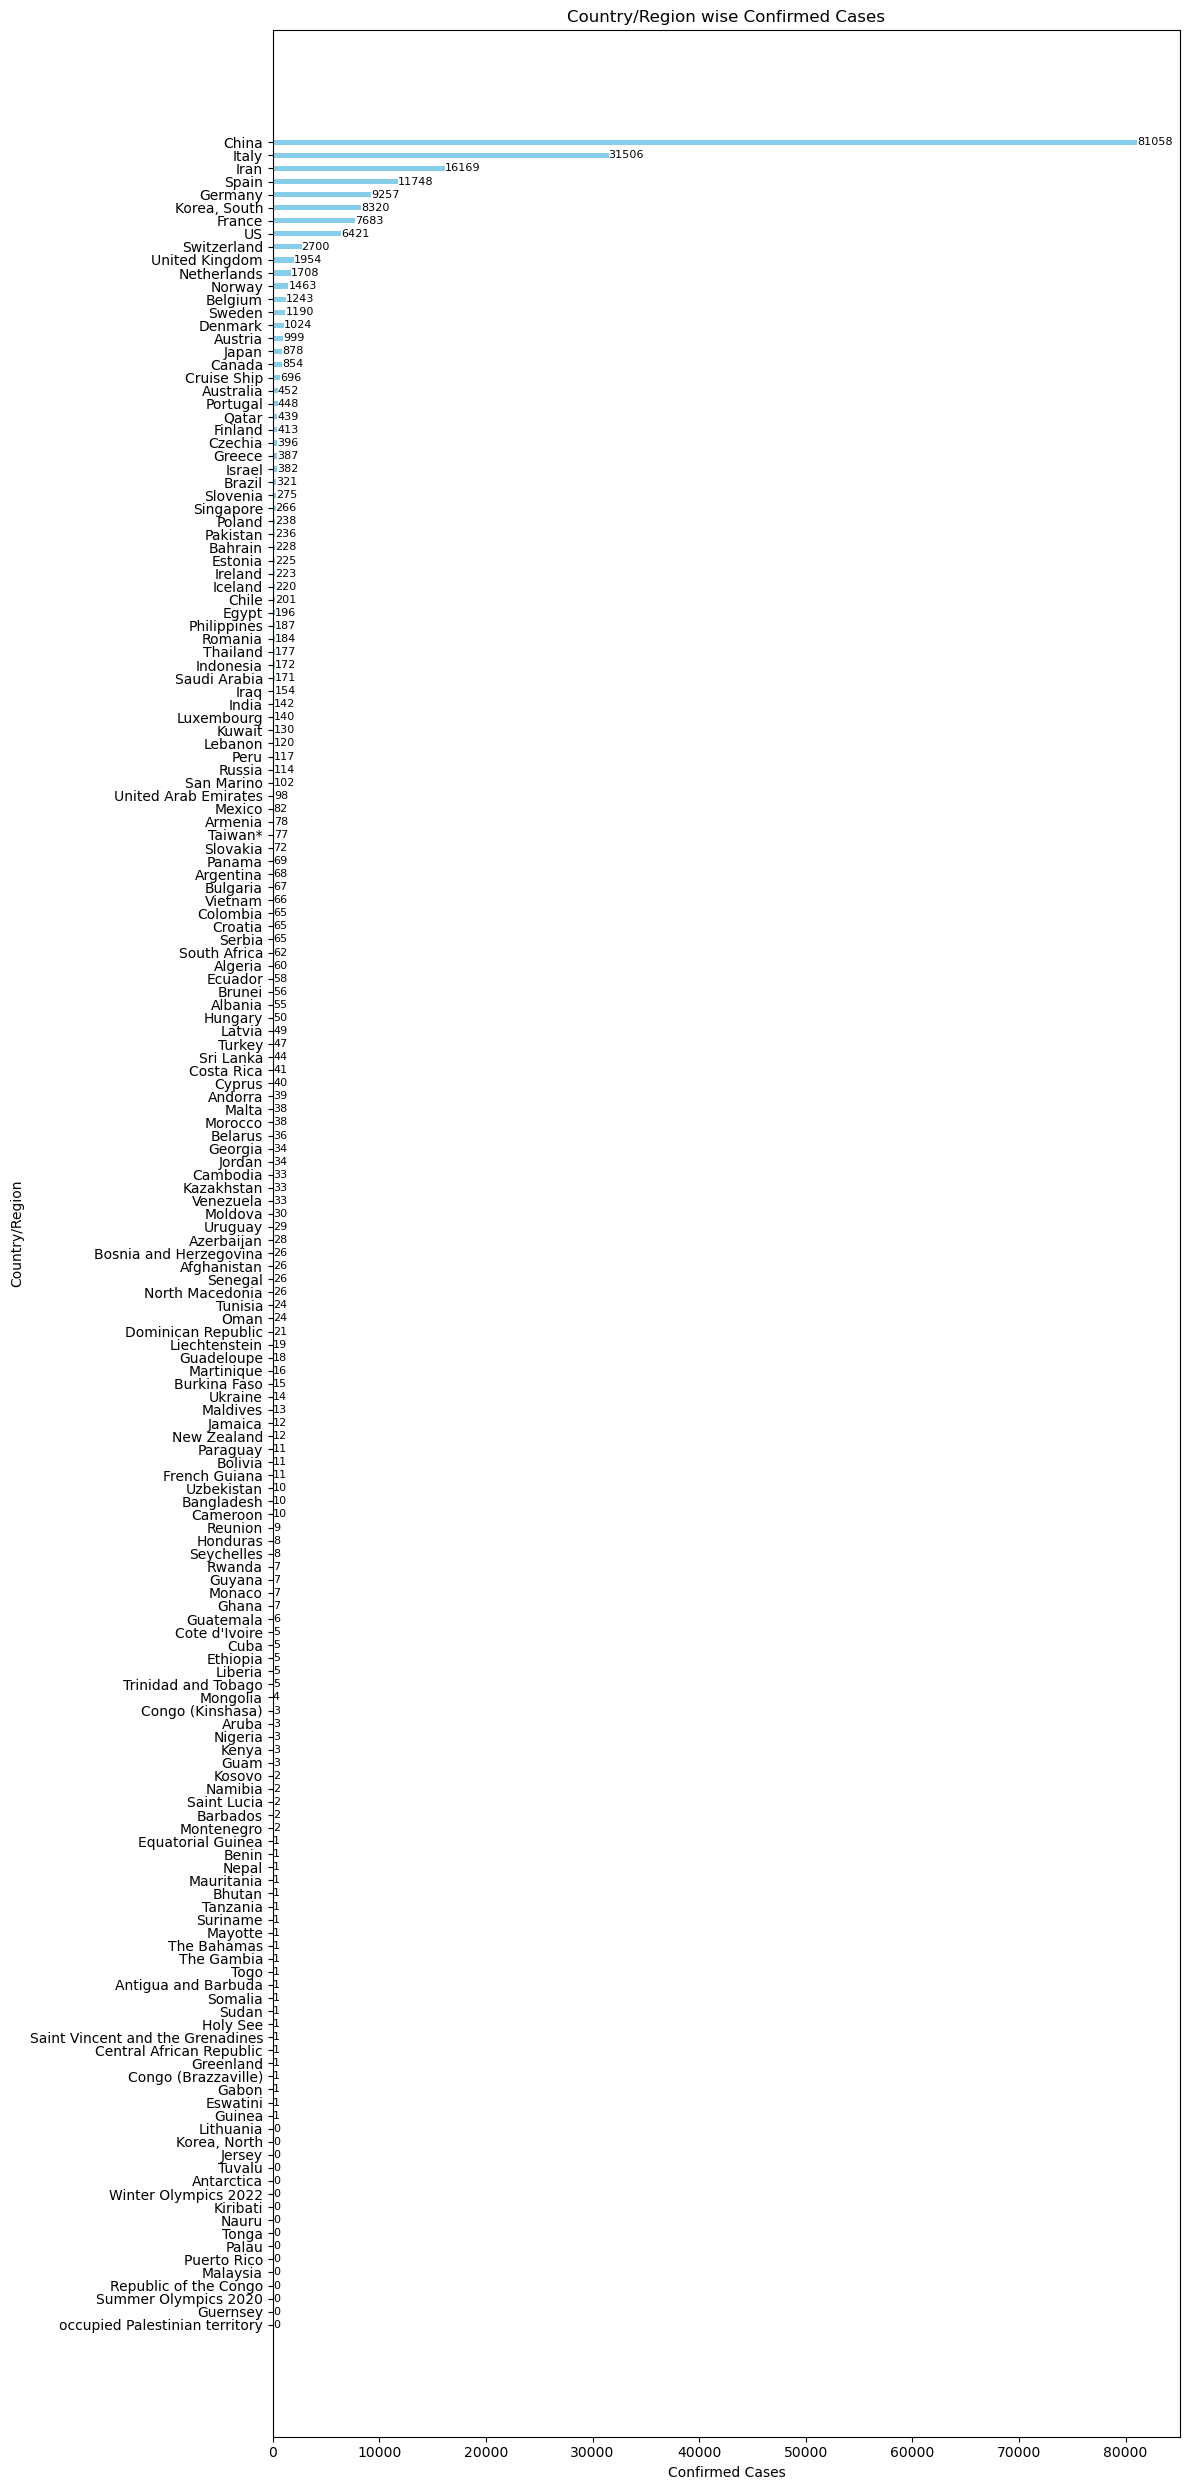 Country/Region wise Confirmed Cases
China 81058
Italy 31506
Iran 16169
Spain 11748
Germany 9257
Korea, South 8320
France 7683
US 6421
Switzerland 2700
United Kingdom 1954
Netherlands 1708
Norway 1463
Belgium 1243
Sweden 1190
Denmark 1024
Austria 999
Japan 878
Canada 854
Cruise Ship 696
Australia 452
Portugal 448
Qatar 439
Finland 413
Czechia 396
Greece 387
Israel 382
Brazil 321
Slovenia 275
Singapore 266
Poland 238
Pakistan 236
Bahrain 228
Estonia 225
Ireland 223
Iceland 220
Chile 201
Egypt 196
Philippines 187
Romania 184
Thailand 177
Indonesia 172
Saudi Arabia 171
Iraq 154
India 142
Luxembourg 140
Kuwait 130
Lebanon 120
Peru 117
Russia 114
San Marino 102
United Arab Emirates 98
Mexico 82
Armenia 78
Taiwan* 77
Slovakia 72
Panama 69
Argentina 68
Bulgaria 67
Vietnam 66
Colombia 65
Croatia 65
Serbia 65
South Africa 62
Algeria 60
Ecuador 58
Brunei 56
Albania 55
Hungary 50
Latvia 49
Turkey 47
Sri Lanka 44
Costa Rica 41
Cyprus 40
Andorra 39
Malta 38
Morocco 38
Belarus 36
Georgia 34
Jordan 34
Cambodia 33
Kazakhstan 33
Venezuela 33
Moldova 30
Uruguay 29
Azerbaijan 28
Bosnia and Herzegovina 26
Afghanistan 26
Senegal 26
North Macedonia 26
Tunisia 24
Oman 24
Dominican Republic 21
Liechtenstein 19
Guadeloupe 18
Martinique 16
Burkina Faso 15
Ukraine 14
Maldives 13
Jamaica 12
New Zealand 12
Paraguay 11
Bolivia 11
French Guiana 11
Uzbekistan 10
Bangladesh 10
Cameroon 10
Reunion 9
Honduras 8
Seychelles 8
Rwanda 7
Guyana 7
Monaco 7
Ghana 7
Guatemala 6
Cote d'Ivoire 5
Cuba 5
Ethiopia 5
Liberia 5
Trinidad and Tobago 5
Mongolia 4
Congo (Kinshasa) 3
Aruba 3
Nigeria 3
Kenya 3
Guam 3
Kosovo 2
Namibia 2
Saint Lucia 2
Barbados 2
Montenegro 2
Equatorial Guinea 1
Benin 1
Nepal 1
Mauritania 1
Bhutan 1
Tanzania 1
Suriname 1
Mayotte 1
The Bahamas 1
The Gambia 1
Togo 1
Antigua and Barbuda 1
Somalia 1
Sudan 1
Holy See 1
Saint Vincent and the Grenadines 1
Central African Republic 1
Greenland 1
Congo (Brazzaville) 1
Gabon 1
Eswatini 1
Guinea 1
Lithuania 0
Korea, North 0
Jersey 0
Tuvalu 0
Antarctica 0
Winter Olympics 2022 0
Kiribati 0
Nauru 0
Tonga 0
Palau 0
Puerto Rico 0
Malaysia 0
Republic of the Congo 0
Summer Olympics 2020 0
Guernsey 0
occupied Palestinian territory 0
Country/Region
0 10000 20000 30000 40000 50000 60000 70000 80000
Confirmed Cases